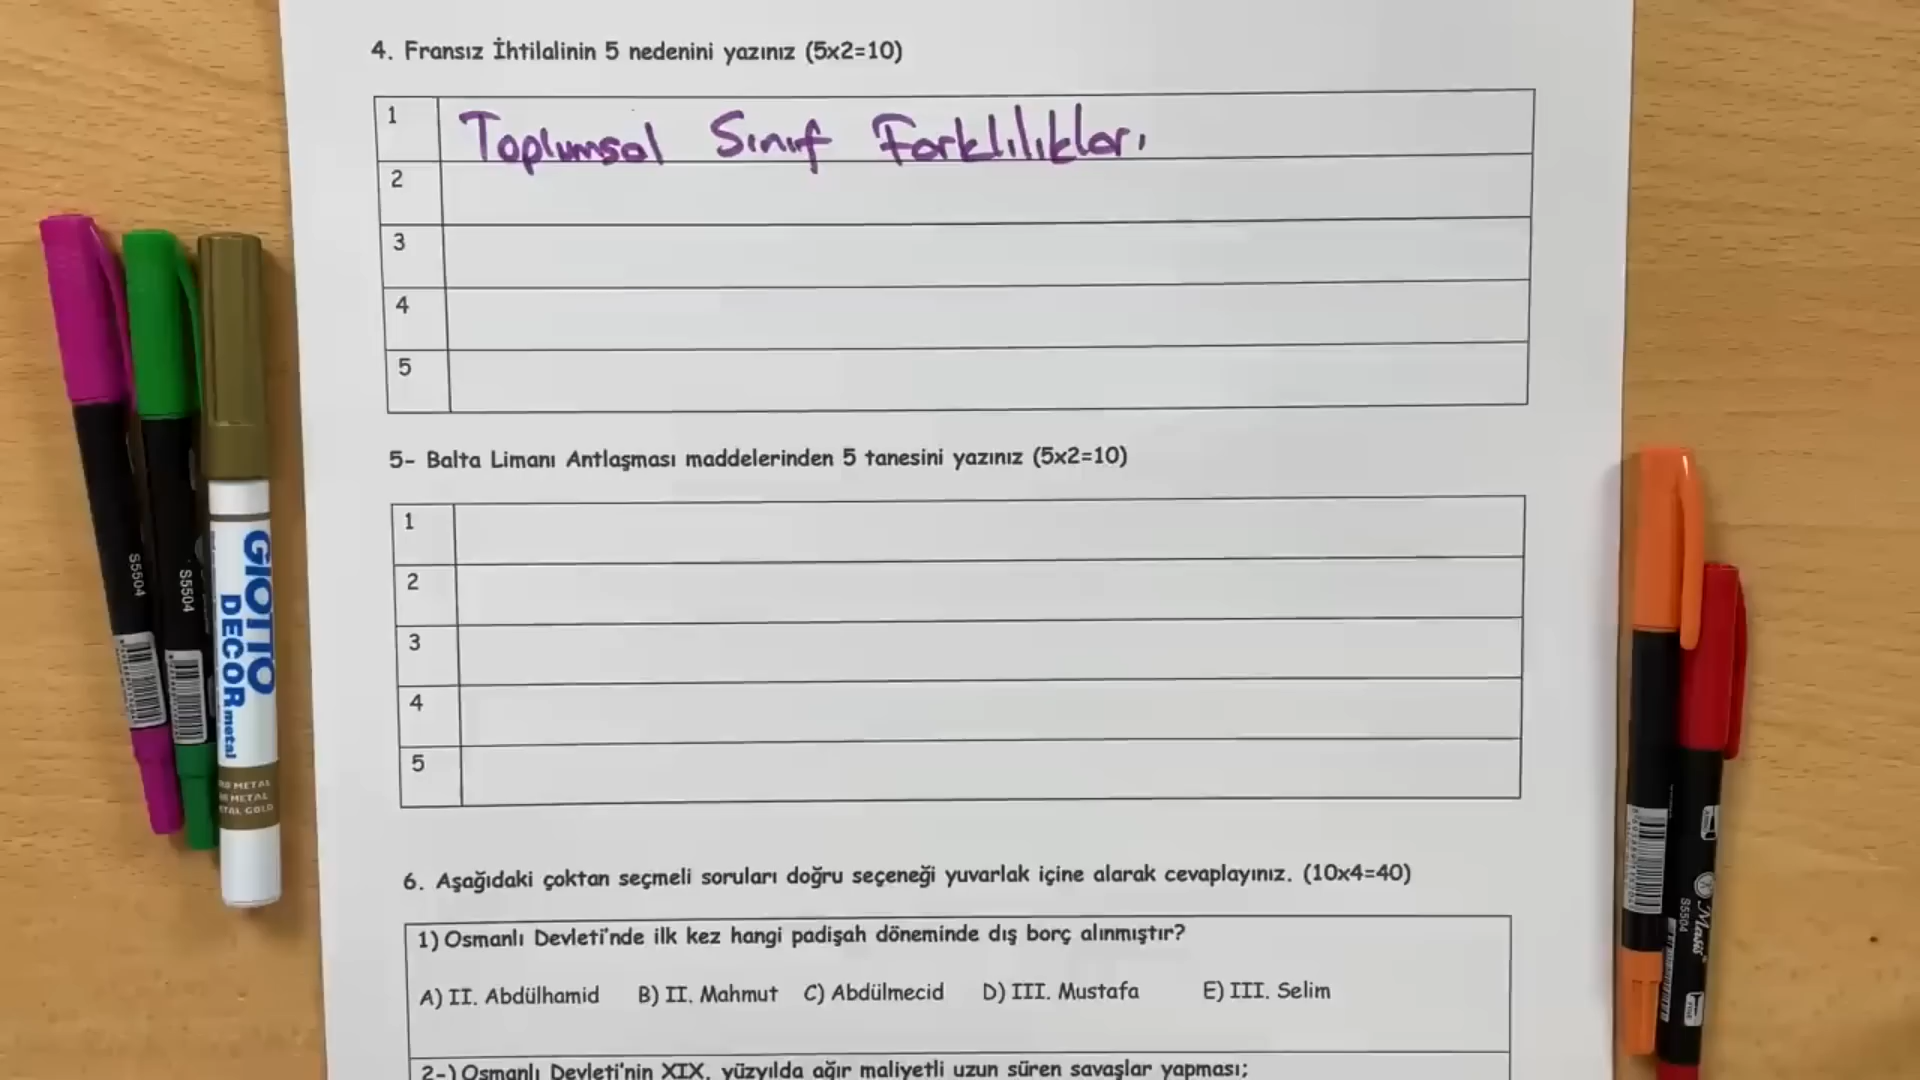 4. Fransız İhtilalinin 5 nedenini yazınız (5x2=10)
1 Toplumsal Sınıf Farklılıkları
2
3
4
5
5- Balta Limanı Antlaşması maddelerinden 5 tanesini yazınız (5x2=10)
1
2
3
4
5
6. Aşağıdaki çoktan seçmeli soruları doğru seçeneği yuvarlak içine alarak cevaplayınız. (10x4=40)
1) Osmanlı Devleti'nde ilk kez hangi padişah döneminde dış borç alınmıştır?
A) II. Abdülhamid B) II. Mahmut C) Abdülmecid D) III. Mustafa E) III. Selim
2-) Osmanlı Devleti'nin XIX. yüzyılda ağır maliyetli uzun süren savaşlar yapması;
S5504
S5504
GIOTTO
DECOR metal
METAL
METAL
GOLD
S5504